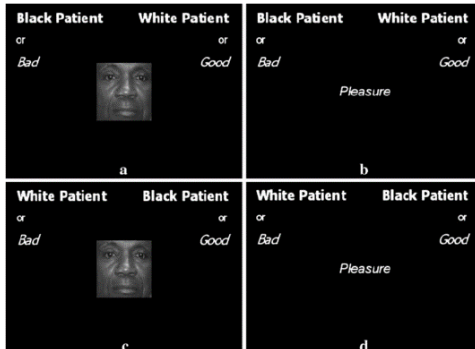 Black Patient White Patient
or or
Bad Good
a
Black Patient White Patient
or or
Bad Good
Pleasure
b
White Patient Black Patient
or or
Bad Good
c
White Patient Black Patient
or or
Bad Good
Pleasure
d